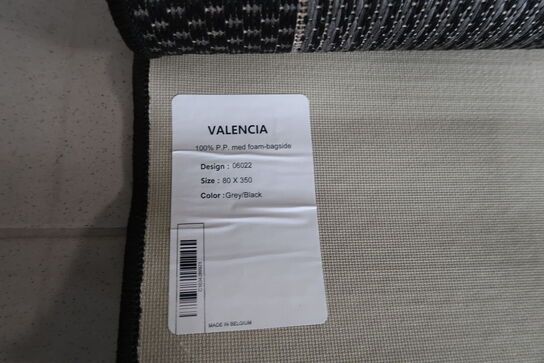 VALENCIA
100% P.P. med foam-bagside
Design : 06022
Size : 80 X 350
Color : Grey/Black
MADE IN BELGIUM